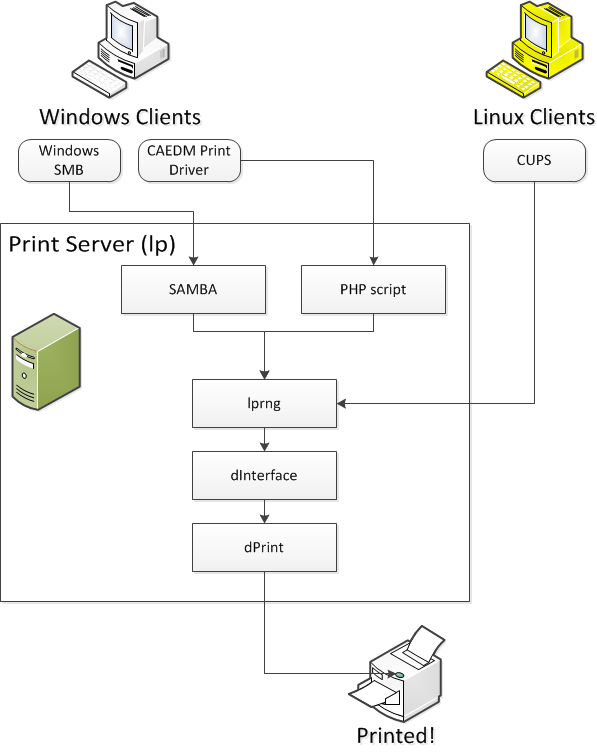 Windows Clients
Linux Clients
Windows
SMB
CAEDM Print
Driver
CUPS
Print Server (lp)
SAMBA
PHP script
lprng
dInterface
dPrint
Printed!